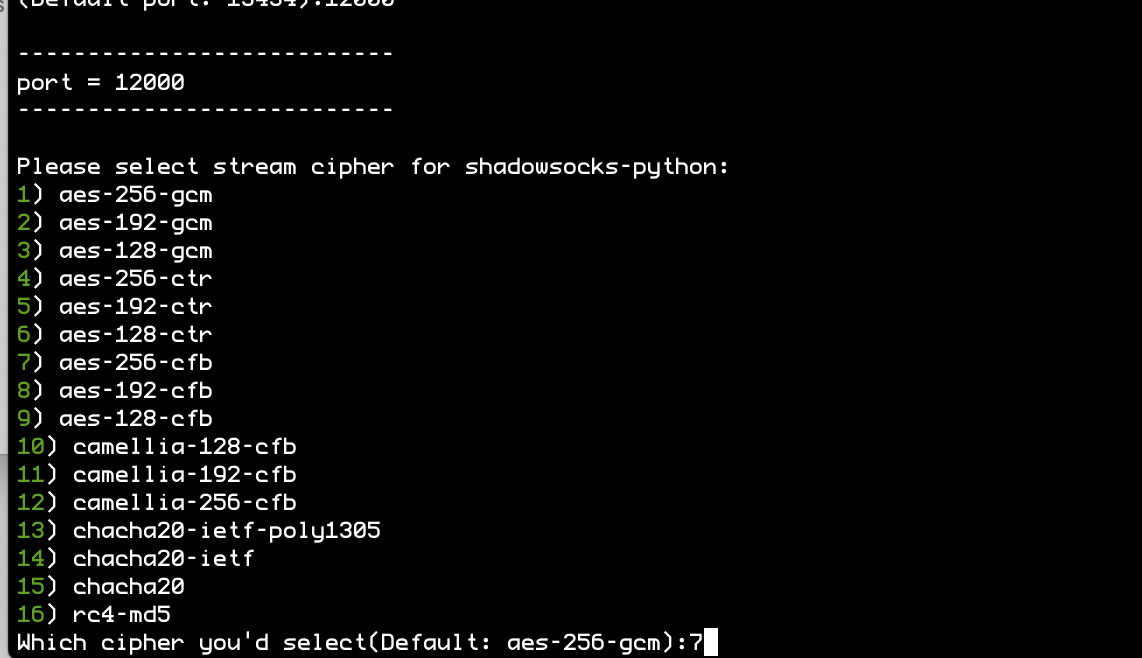 (Default port: 13434):12000
---------------------------
port = 12000
---------------------------
Please select stream cipher for shadowsocks-python:
1) aes-256-gcm
2) aes-192-gcm
3) aes-128-gcm
4) aes-256-ctr
5) aes-192-ctr
6) aes-128-ctr
7) aes-256-cfb
8) aes-192-cfb
9) aes-128-cfb
10) camellia-128-cfb
11) camellia-192-cfb
12) camellia-256-cfb
13) chacha20-ietf-poly1305
14) chacha20-ietf
15) chacha20
16) rc4-md5
Which cipher you'd select(Default: aes-256-gcm):7